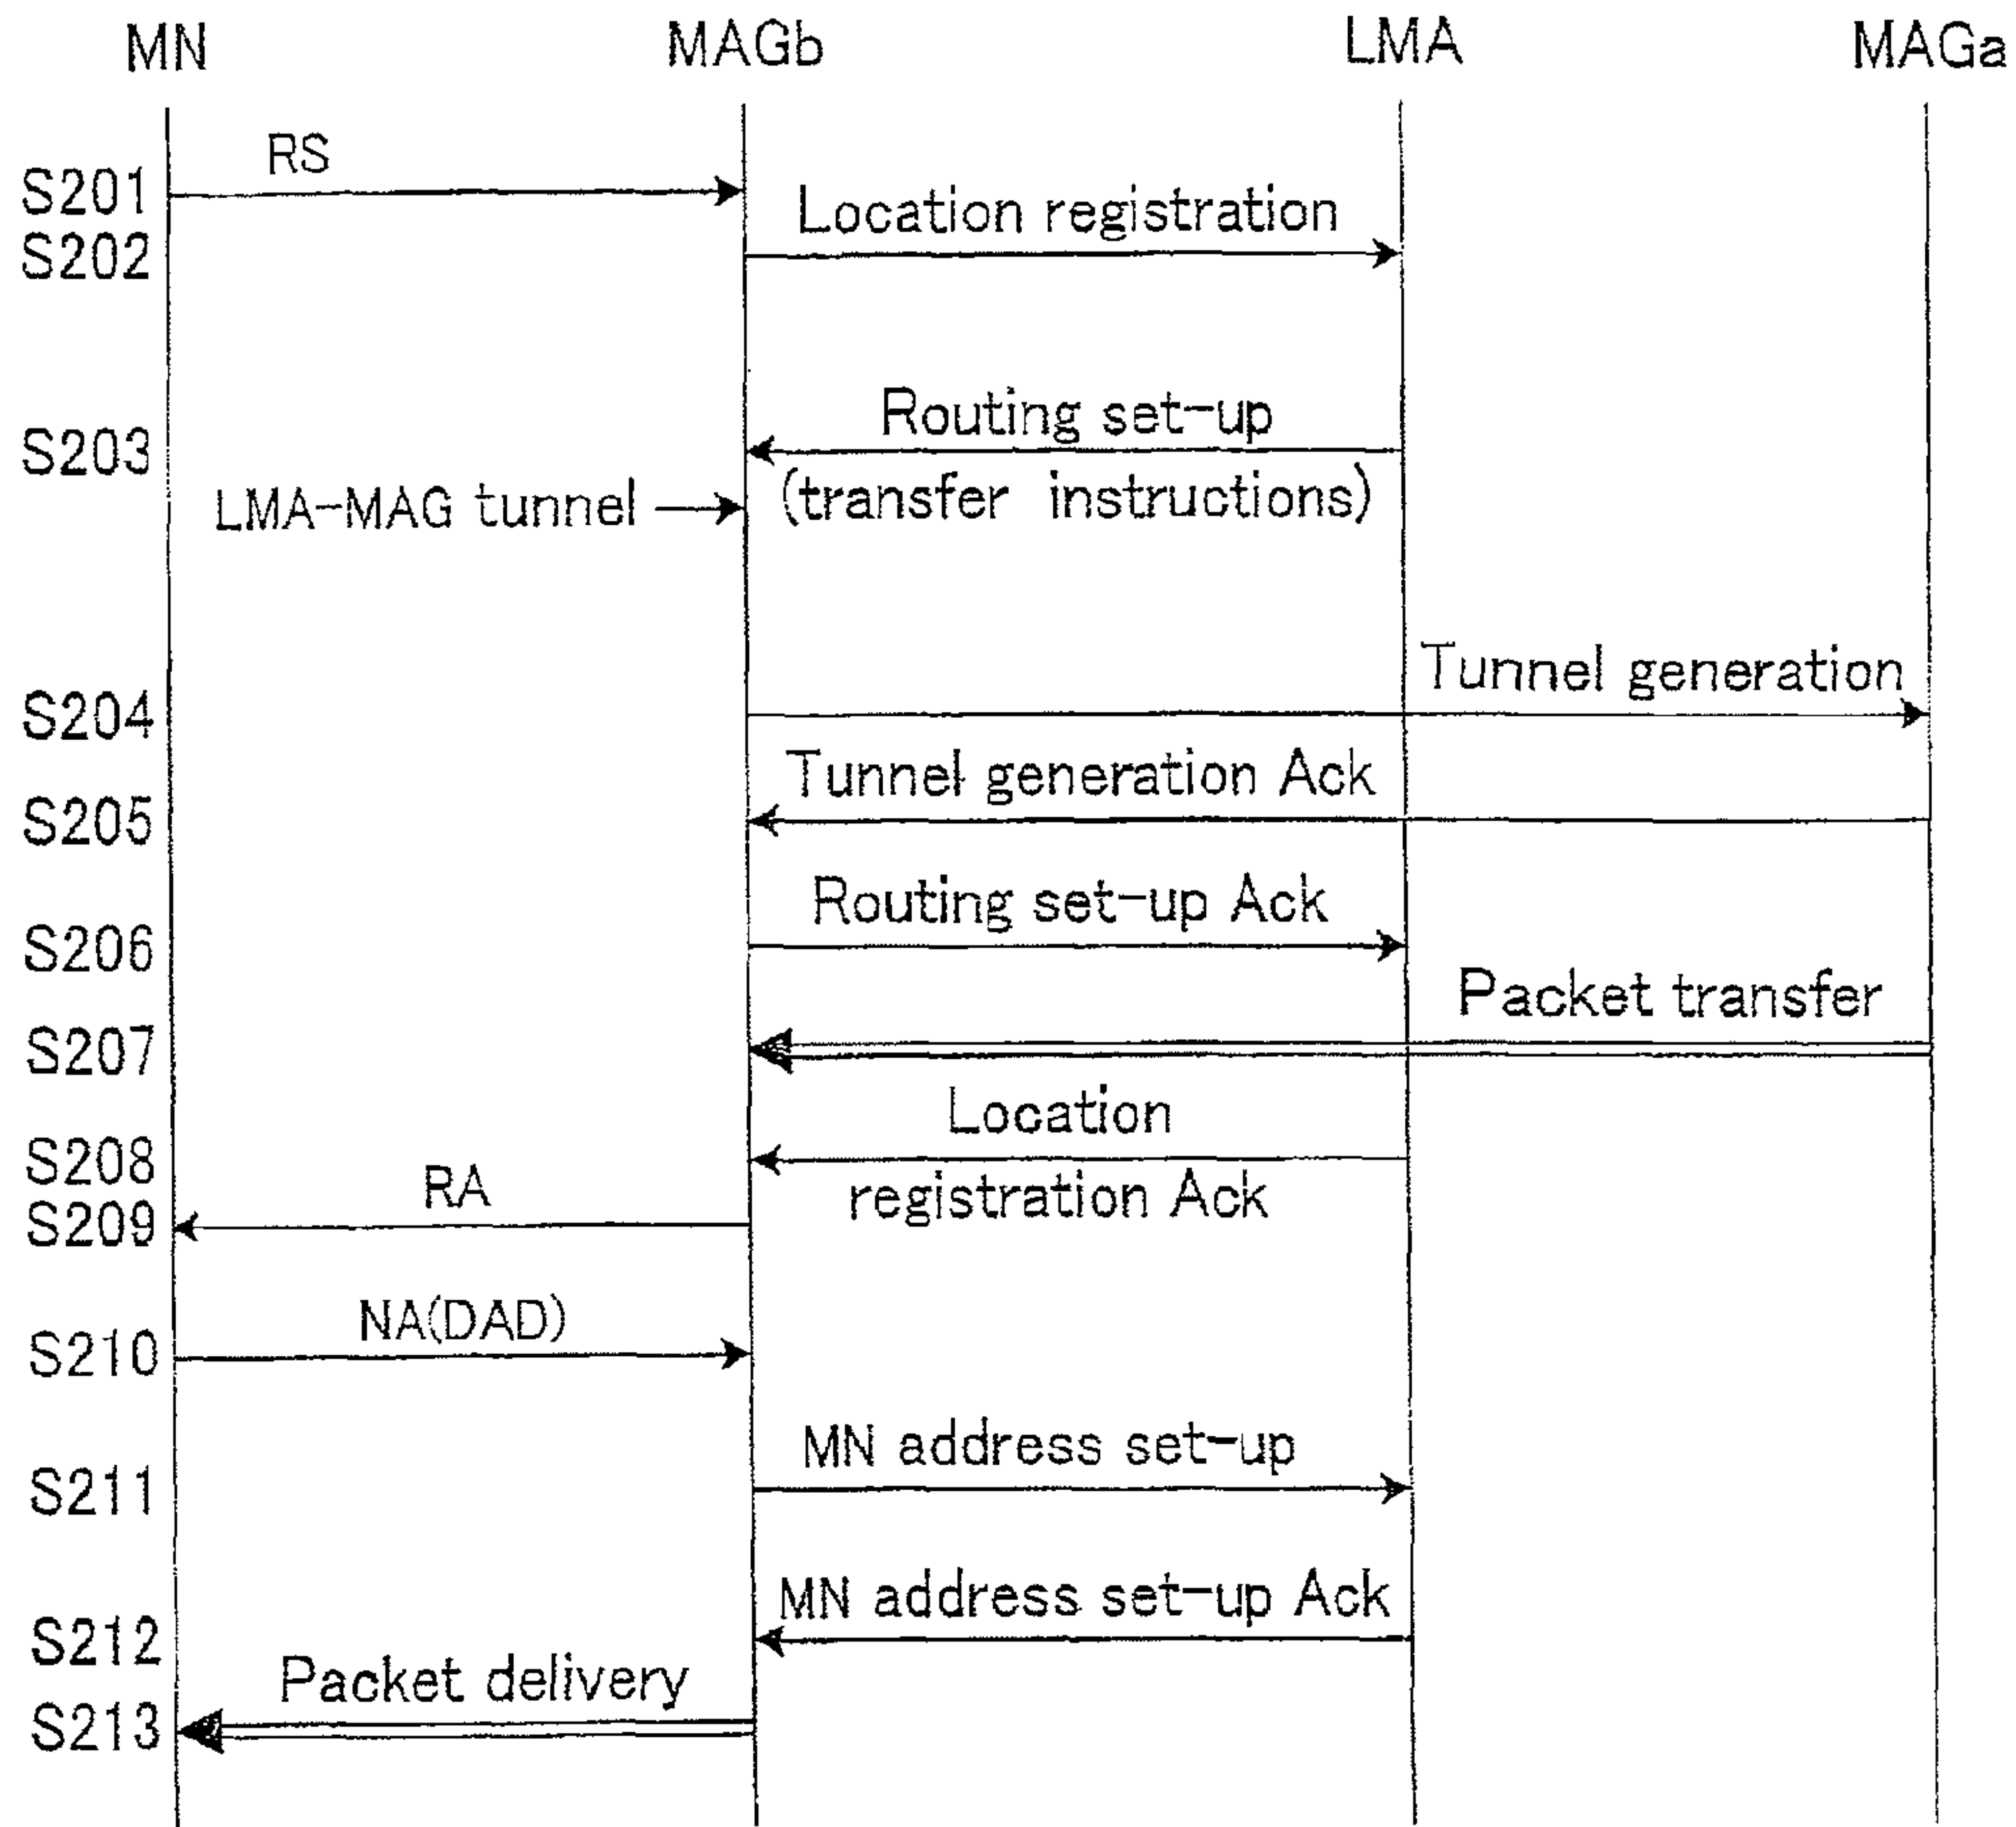 MN MAGb LMA MAGa
RS
S201
Location registration
S202
Routing set-up
S203
(transfer instructions)
LMA-MAG tunnel
Tunnel generation
S204
Tunnel generation Ack
S205
Routing set-up Ack
S206
Packet transfer
S207
Location
S208
registration Ack
RA
S209
NA(DAD)
S210
MN address set-up
S211
MN address set-up Ack
S212
Packet delivery
S213